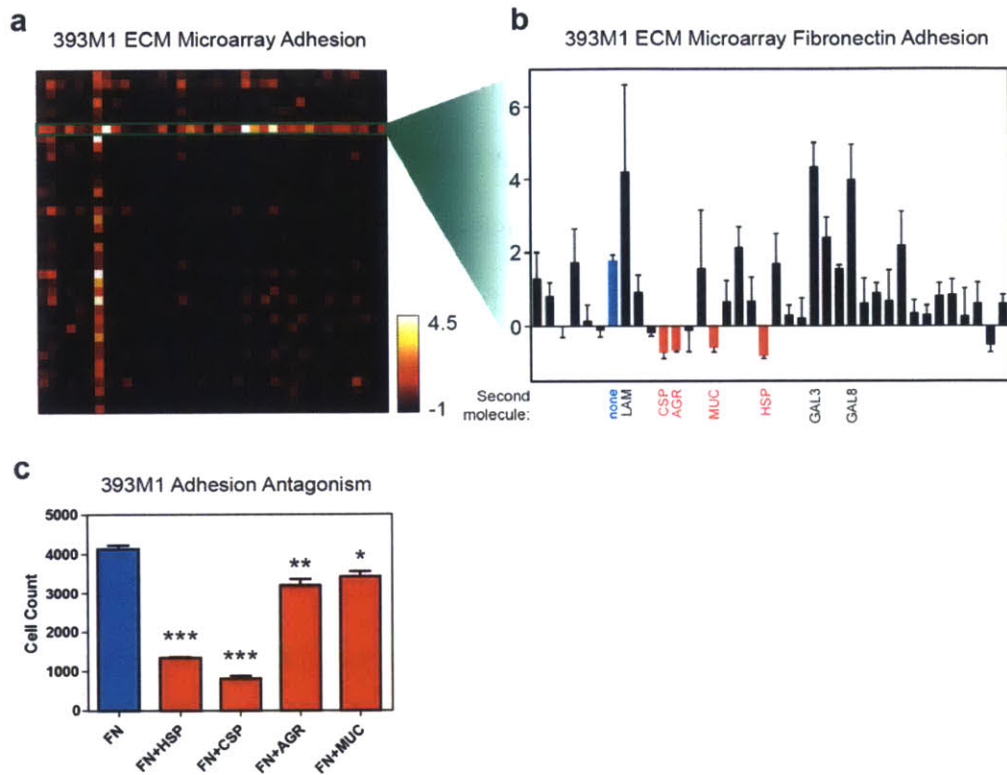 a
393M1 ECM Microarray Adhesion
4.5
-1
b
393M1 ECM Microarray Fibronectin Adhesion
6
4
2
0
Second
molecule:
none
LAM
CSP
AGR
MUC
HSP
GAL3
GAL8
c
393M1 Adhesion Antagonism
Cell Count
5000
4000
3000
2000
1000
0
***
***
**
*
FN
FN+HSP
FN+CSP
FN+AGR
FN+MUC